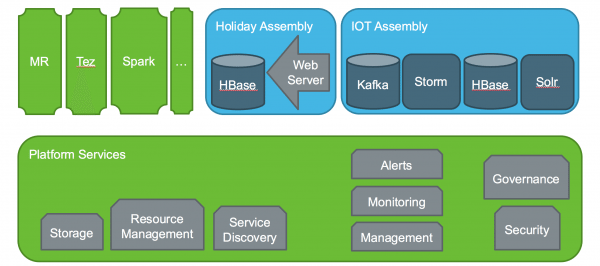 MR
Tez
Spark
...
Holiday Assembly
HBase
Web
Server
IOT Assembly
Kafka
Storm
HBase
Solr
Platform Services
Storage
Resource
Management
Service
Discovery
Alerts
Monitoring
Management
Governance
Security